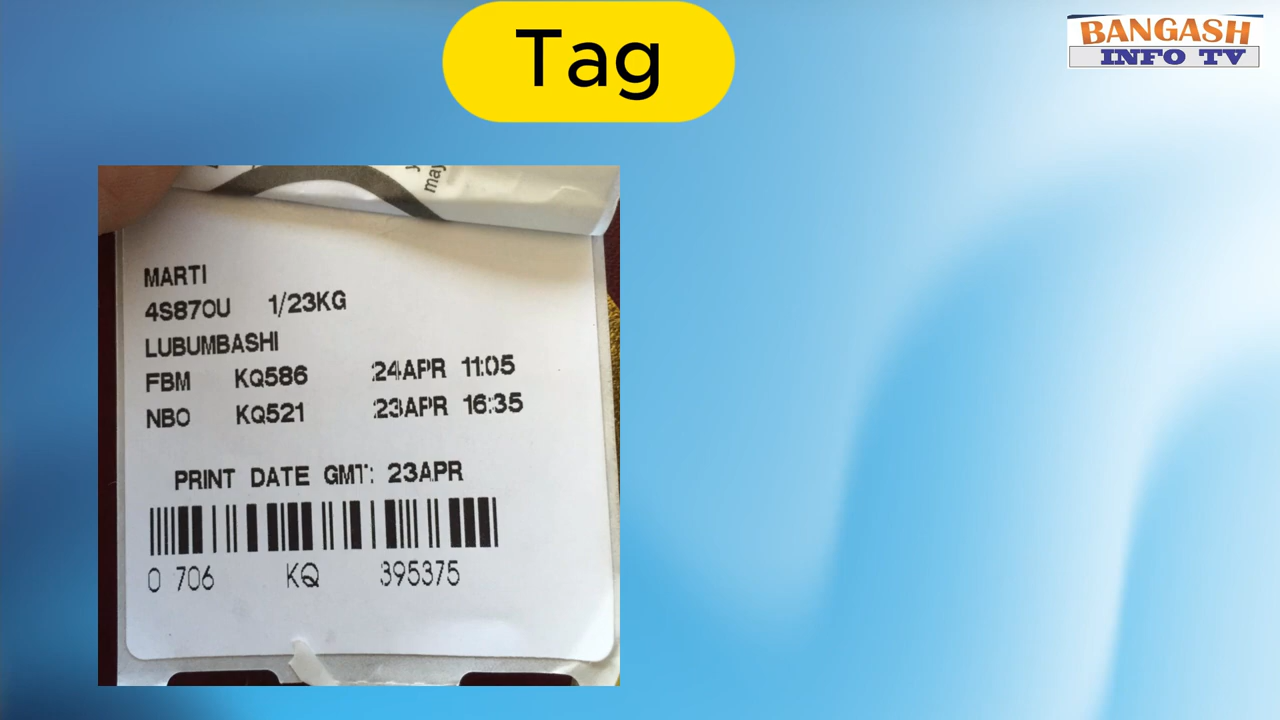 Tag
BANGASH
INFO TV
MARTI
4S87OU 1/23KG
LUBUMBASHI
FBM KQ586 24APR 11:05
NBO KQ521 23APR 16:35
PRINT DATE GMT: 23APR
0 706 KQ 395375